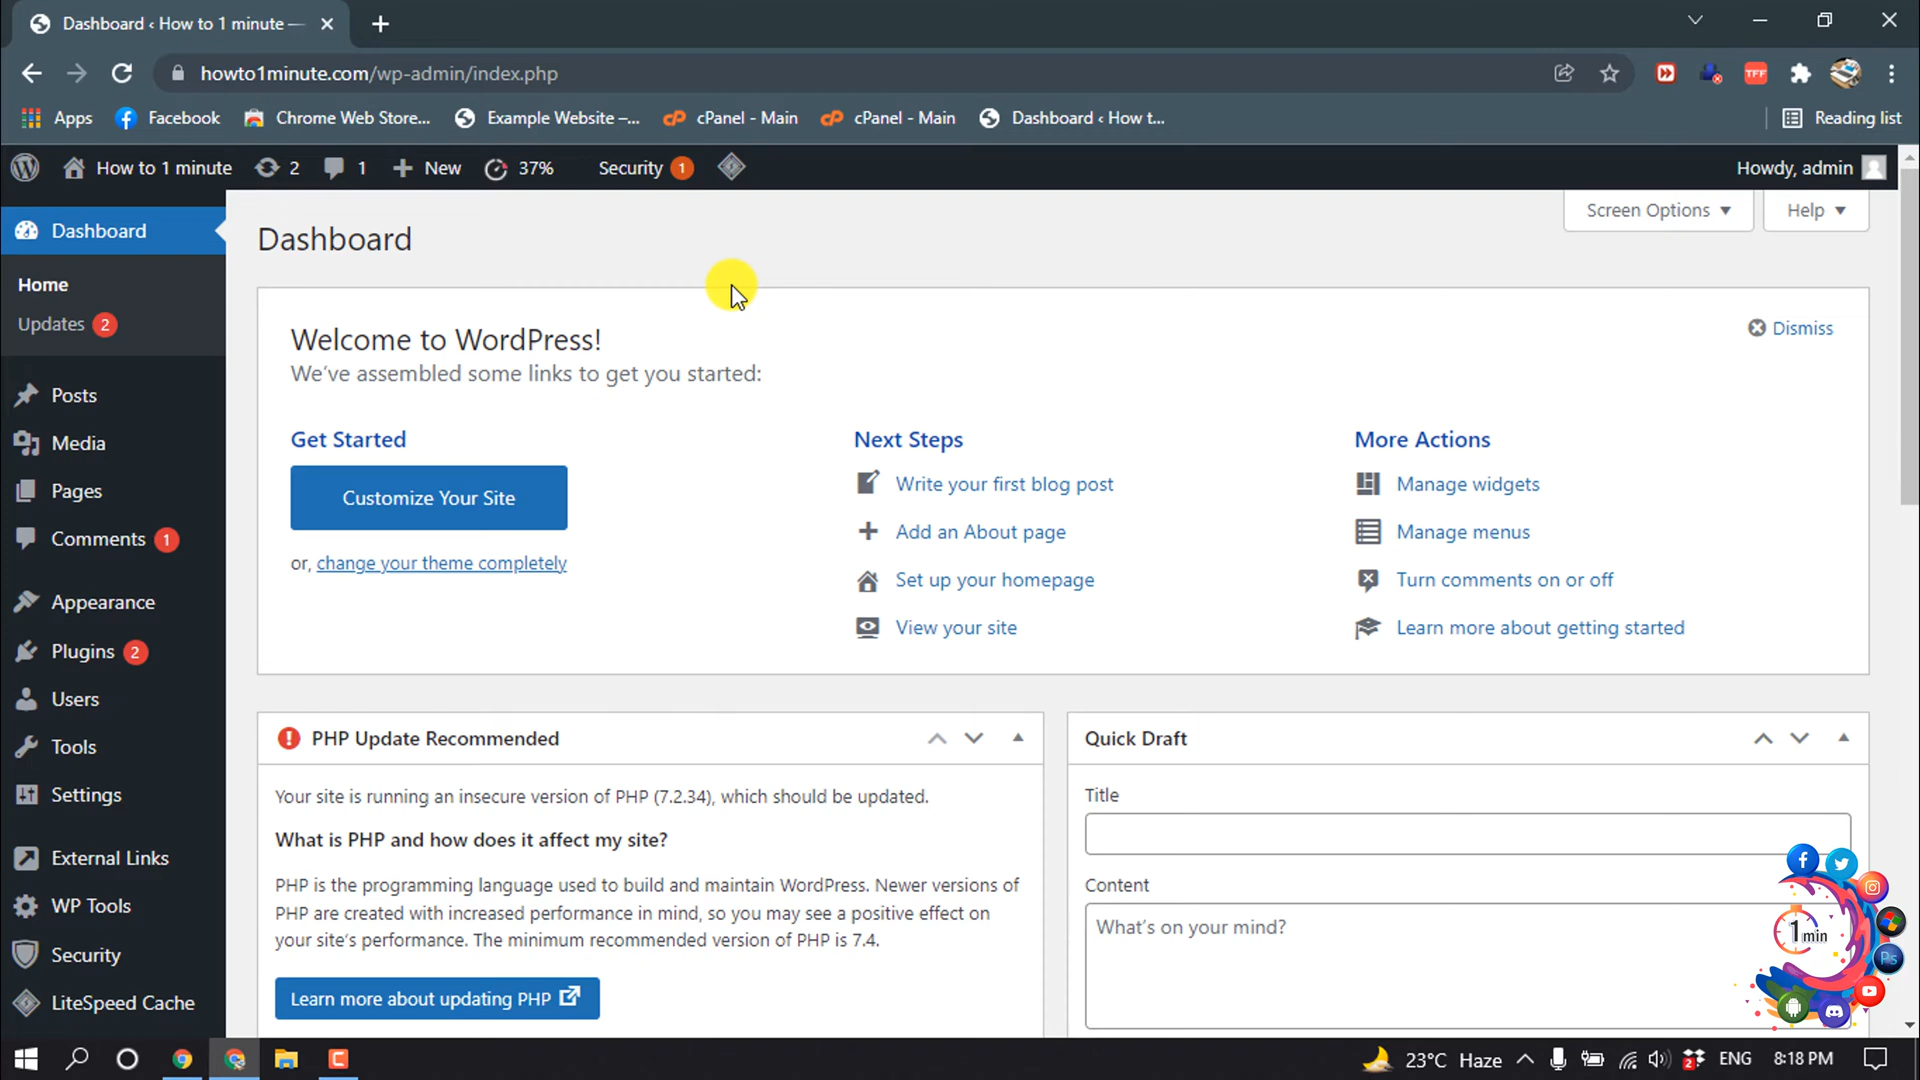 Dashboard ‹ How to 1 minute —
howto1minute.com/wp-admin/index.php
TFF
Apps
Facebook
Chrome Web Store...
Example Website –...
cPanel - Main
cPanel - Main
Dashboard ‹ How t...
Reading list
How to 1 minute
2
1
New
37%
Security 1
Howdy, admin
Dashboard
Home
Updates 2
Posts
Media
Pages
Comments 1
Appearance
Plugins 2
Users
Tools
Settings
External Links
WP Tools
Security
LiteSpeed Cache
Screen Options
Help
Dashboard
Welcome to WordPress!
We've assembled some links to get you started:
Dismiss
Get Started
Customize Your Site
or, change your theme completely
Next Steps
Write your first blog post
Add an About page
Set up your homepage
View your site
More Actions
Manage widgets
Manage menus
Turn comments on or off
Learn more about getting started
PHP Update Recommended
Your site is running an insecure version of PHP (7.2.34), which should be updated.
What is PHP and how does it affect my site?
PHP is the programming language used to build and maintain WordPress. Newer versions of
PHP are created with increased performance in mind, so you may see a positive effect on
your site's performance. The minimum recommended version of PHP is 7.4.
Learn more about updating PHP
Quick Draft
Title
Content
What's on your mind?
1min
Ps
23°C Haze
2
ENG
8:18 PM